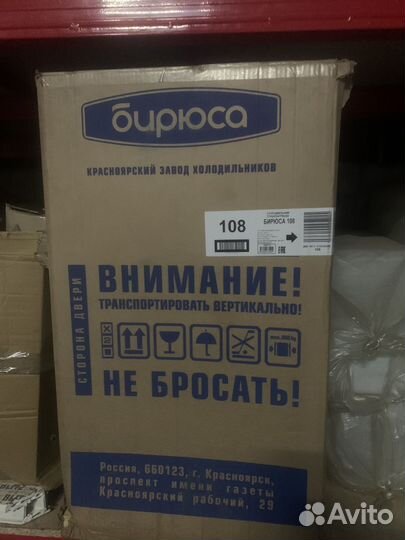 бирюса
КРАСНОЯРСКИЙ ЗАВОД ХОЛОДИЛЬНИКОВ
108
БИРЮСА 108
108
СТОРОНА ДВЕРИ
ВНИМАНИЕ!
ТРАНСПОРТИРОВАТЬ ВЕРТИКАЛЬНО!
НЕ БРОСАТЬ!
Россия, 660123, г. Красноярск,
проспект имени газеты
Красноярский рабочий, 29
Avito